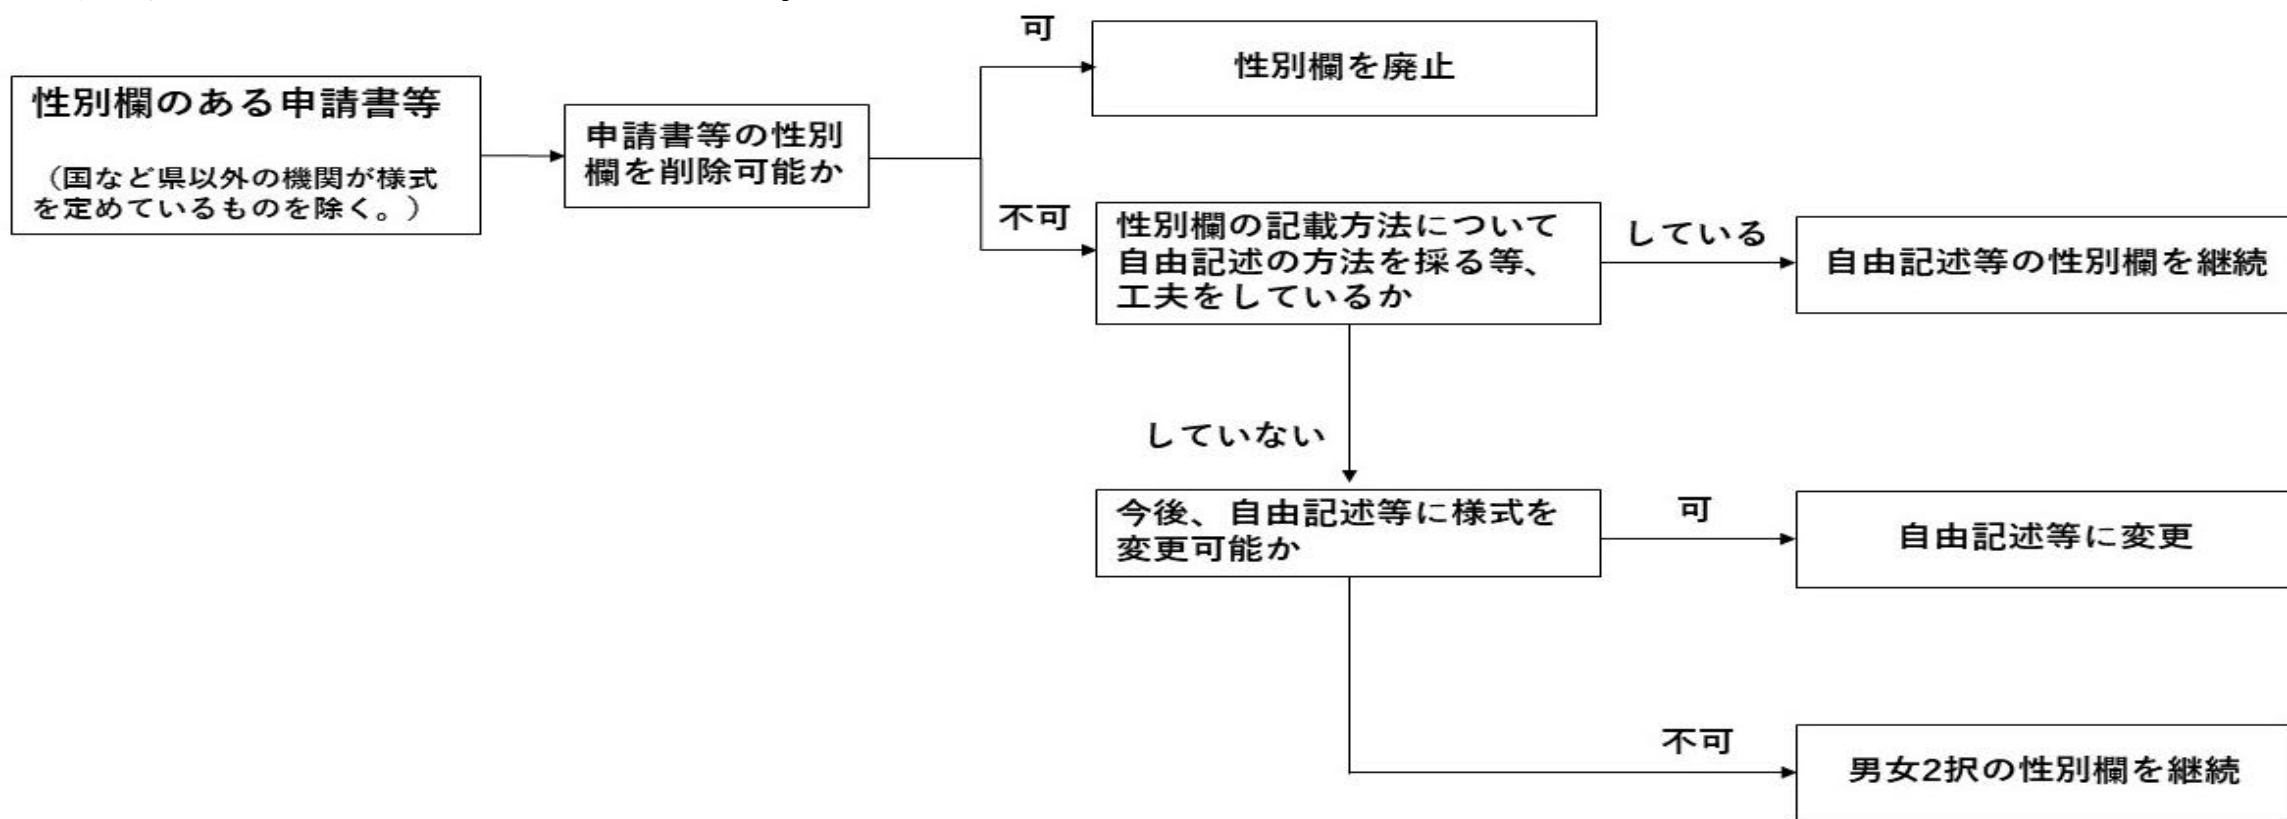 性別欄のある申請書等
（国など県以外の機関が様式
を定めているものを除く。）
申請書等の性別
欄を削除可能か
可
性別欄を廃止
不可
性別欄の記載方法について
自由記述の方法を採る等、
工夫をしているか
している
自由記述等の性別欄を継続
していない
今後、自由記述等に様式を
変更可能か
可
自由記述等に変更
不可
男女2択の性別欄を継続